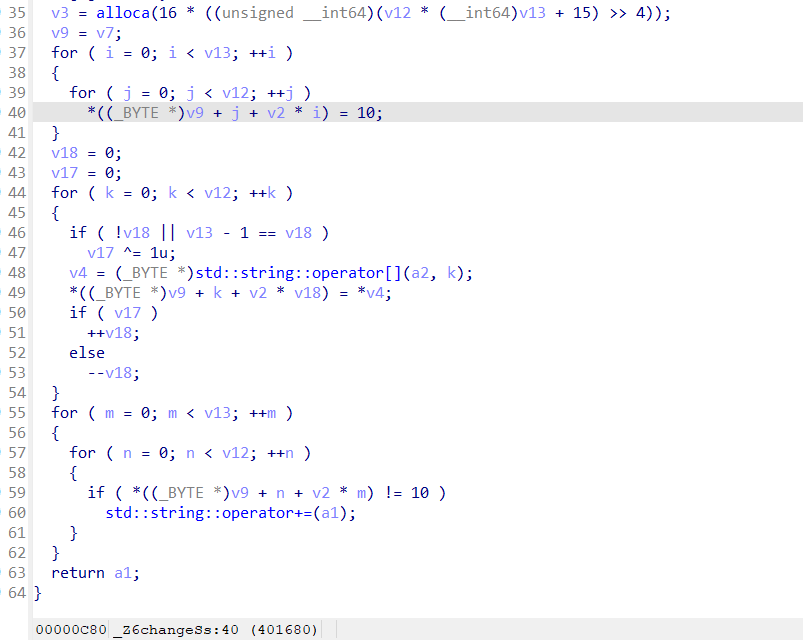 35 v3 = alloca(16 * ((unsigned __int64)(v12 * (__int64)v13 + 15) >> 4));
36 v9 = v7;
37 for ( i = 0; i < v13; ++i )
38 {
39 for ( j = 0; j < v12; ++j )
40 *((_BYTE *)v9 + j + v2 * i) = 10;
41 }
42 v18 = 0;
43 v17 = 0;
44 for ( k = 0; k < v12; ++k )
45 {
46 if ( !v18 || v13 - 1 == v18 )
47 v17 ^= 1u;
48 v4 = (_BYTE *)std::string::operator[](a2, k);
49 *((_BYTE *)v9 + k + v2 * v18) = *v4;
50 if ( v17 )
51 ++v18;
52 else
53 --v18;
54 }
55 for ( m = 0; m < v13; ++m )
56 {
57 for ( n = 0; n < v12; ++n )
58 {
59 if ( *((_BYTE *)v9 + n + v2 * m) != 10 )
60 std::string::operator+=(a1);
61 }
62 }
63 return a1;
64 }
00000C80 _Z6changeSs:40 (401680)